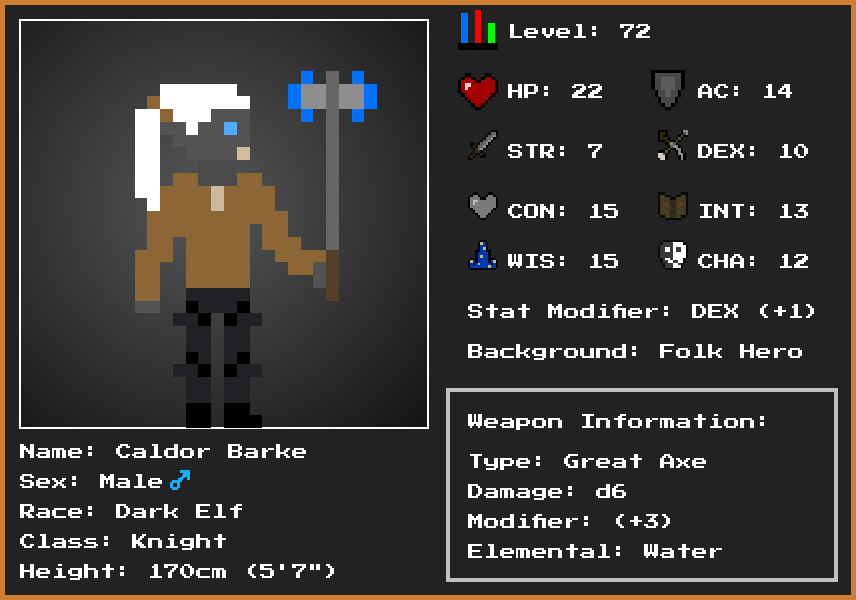 Level: 72
HP: 22
AC: 14
STR: 7
DEX: 10
CON: 15
INT: 13
WIS: 15
CHA: 12
Stat Modifier: DEX (+1)
Background: Folk Hero
Weapon Information:
Type: Great Axe
Damage: d6
Modifier: (+3)
Elemental: Water
Name: Caldor Barke
Sex: Male♂
Race: Dark Elf
Class: Knight
Height: 170cm (5'7")